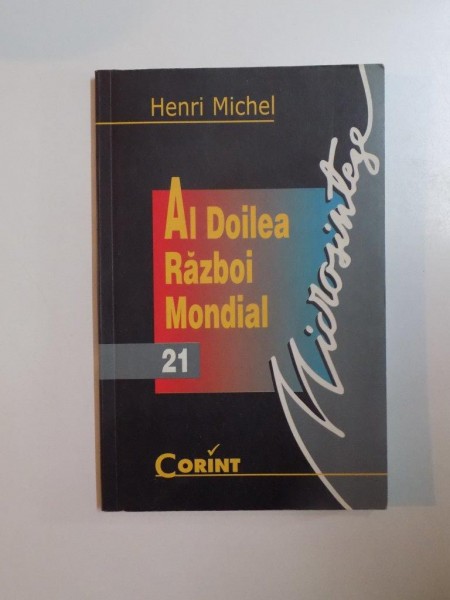 Henri Michel
Al Doilea
Război
Mondial
21
Microsinteze
CORINT